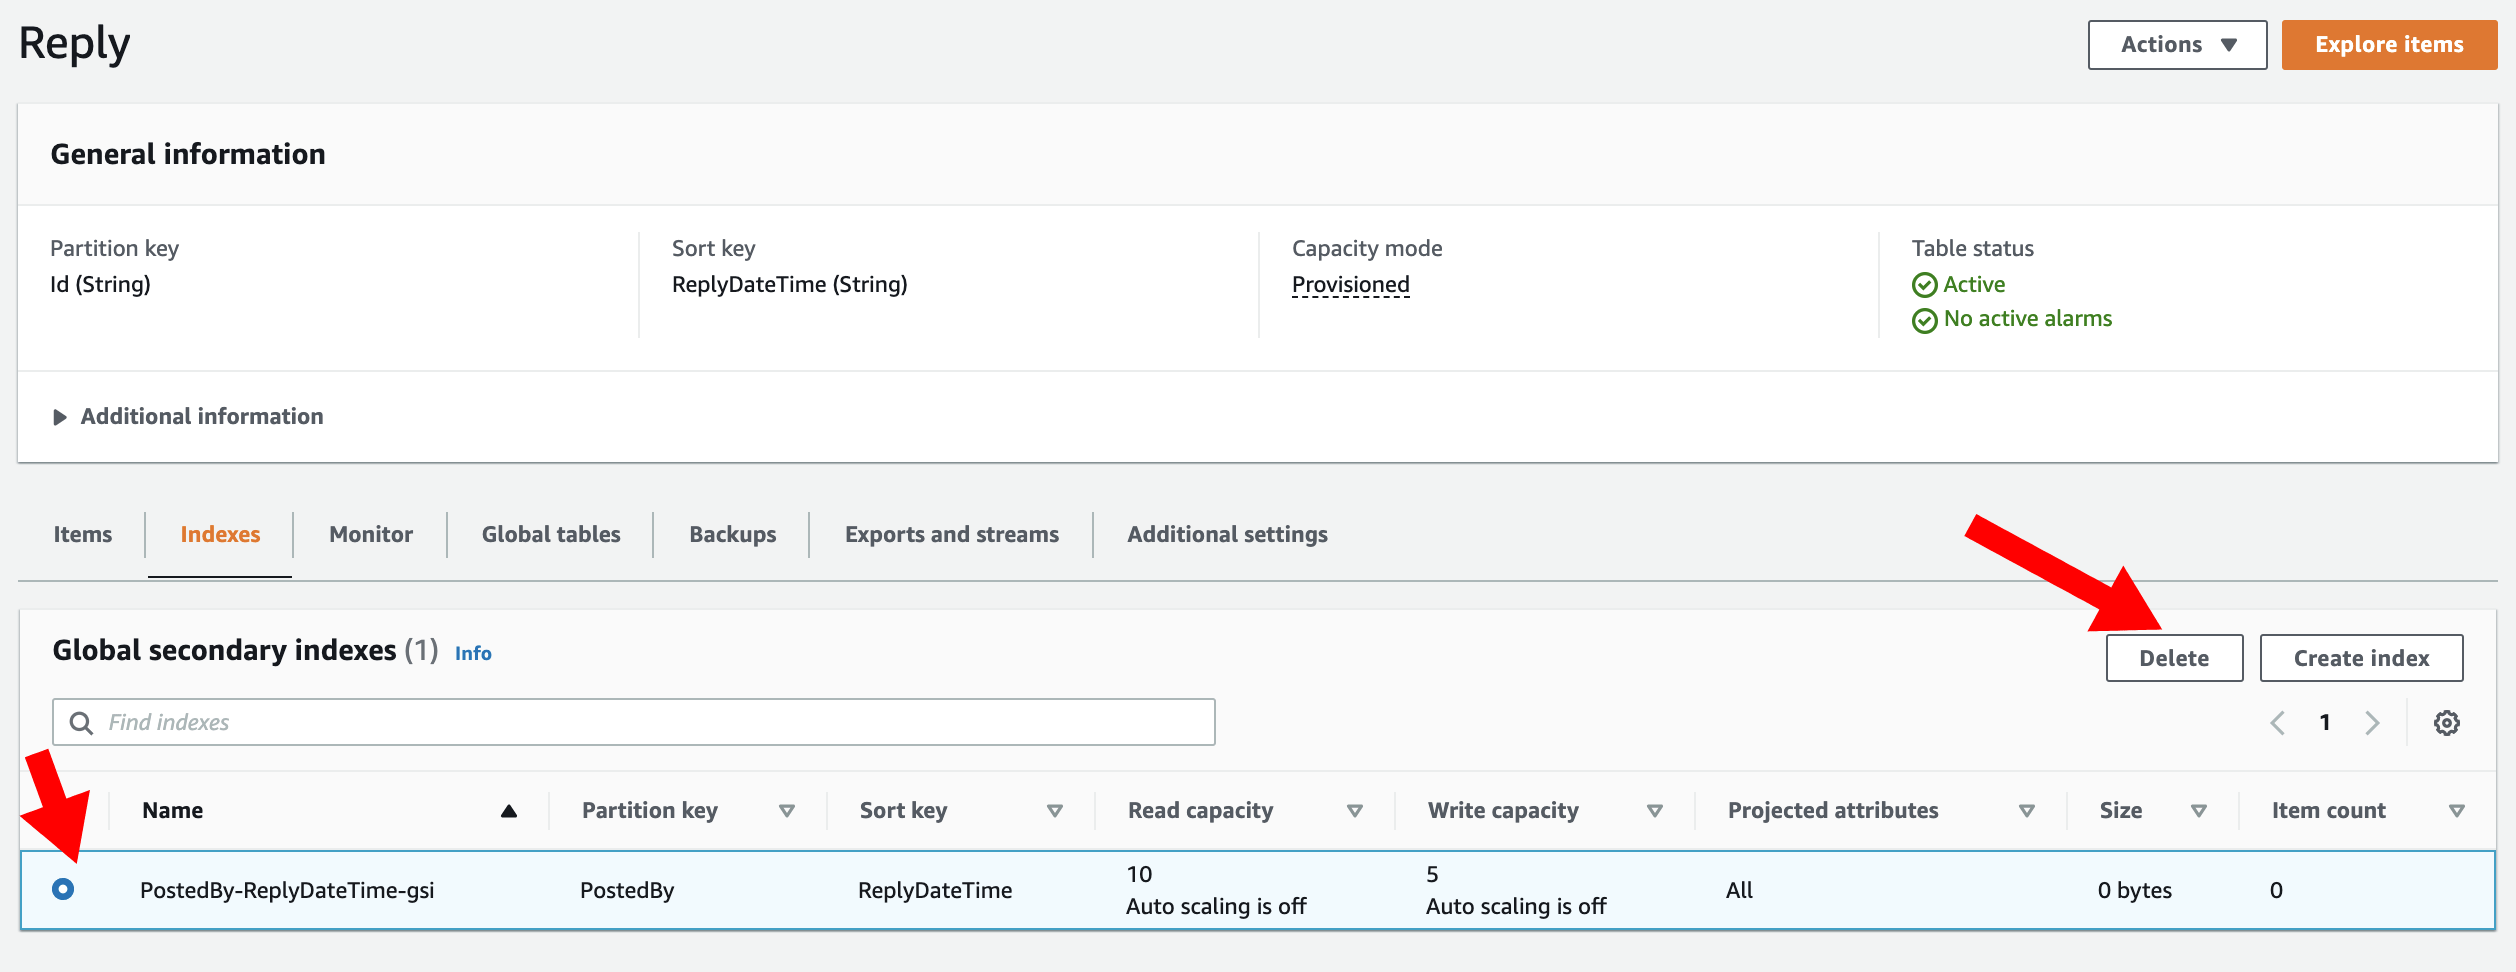 Reply
Actions
Explore items
General information
Partition key
Id (String)
Sort key
ReplyDateTime (String)
Capacity mode
Provisioned
Table status
Active
No active alarms
Additional information
Items
Indexes
Monitor
Global tables
Backups
Exports and streams
Additional settings
Global secondary indexes (1) Info
Delete
Create index
Find indexes
1
Name
Partition key
Sort key
Read capacity
Write capacity
Projected attributes
Size
Item count
PostedBy-ReplyDateTime-gsi
PostedBy
ReplyDateTime
10
Auto scaling is off
5
Auto scaling is off
All
0 bytes
0